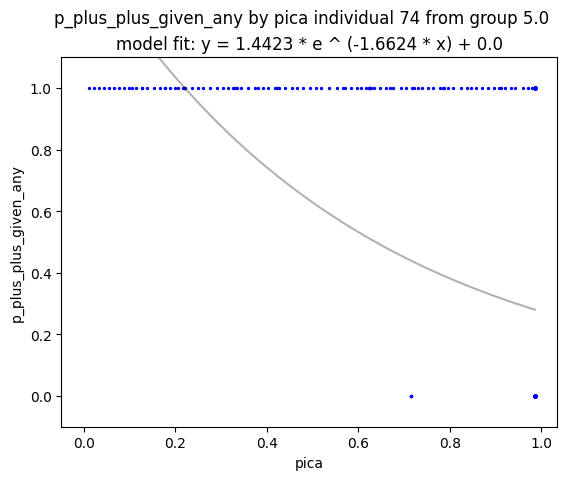 p_plus_plus_given_any by pica individual 74 from group 5.0
model fit: y = 1.4423 * e ^ (-1.6624 * x) + 0.0
p_plus_plus_given_any
1.0
0.8
0.6
0.4
0.2
0.0
0.0 0.2 0.4 0.6 0.8 1.0
pica